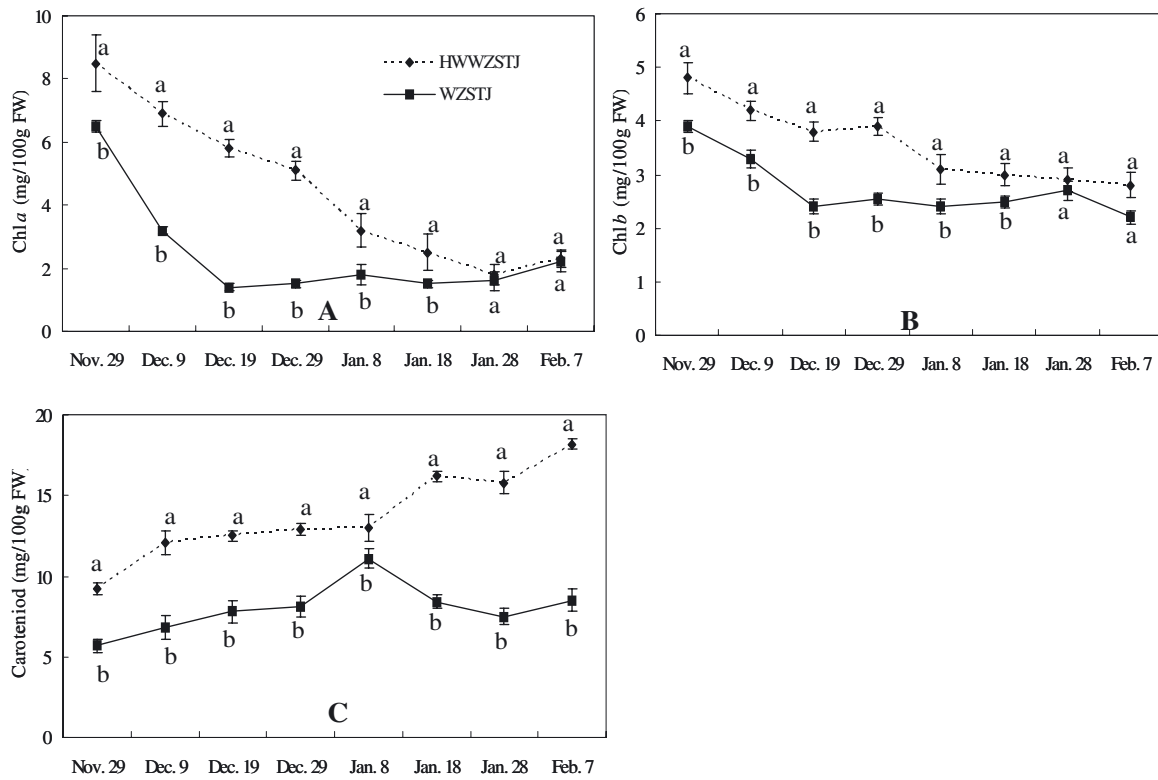 10
8
6
4
2
0
Chl a (mg/100g FW)
a
a
a
a
a
a
a
a
b
b
b
b
b
b
a
a
HWWZSTJ
WZSTJ
A
Nov. 29 Dec. 9 Dec. 19 Dec. 29 Jan. 8 Jan. 18 Jan. 28 Feb. 7
6
5
4
3
2
1
0
Chl b (mg/100g FW)
a
a
a
a
a
a
a
a
b
b
b
b
b
b
a
a
B
Nov. 29 Dec. 9 Dec. 19 Dec. 29 Jan. 8 Jan. 18 Jan. 28 Feb. 7
20
15
10
5
0
Caroteniod (mg/100g FW
a
a
a
a
a
a
a
a
b
b
b
b
b
b
b
b
C
Nov. 29 Dec. 9 Dec. 19 Dec. 29 Jan. 8 Jan. 18 Jan. 28 Feb. 7